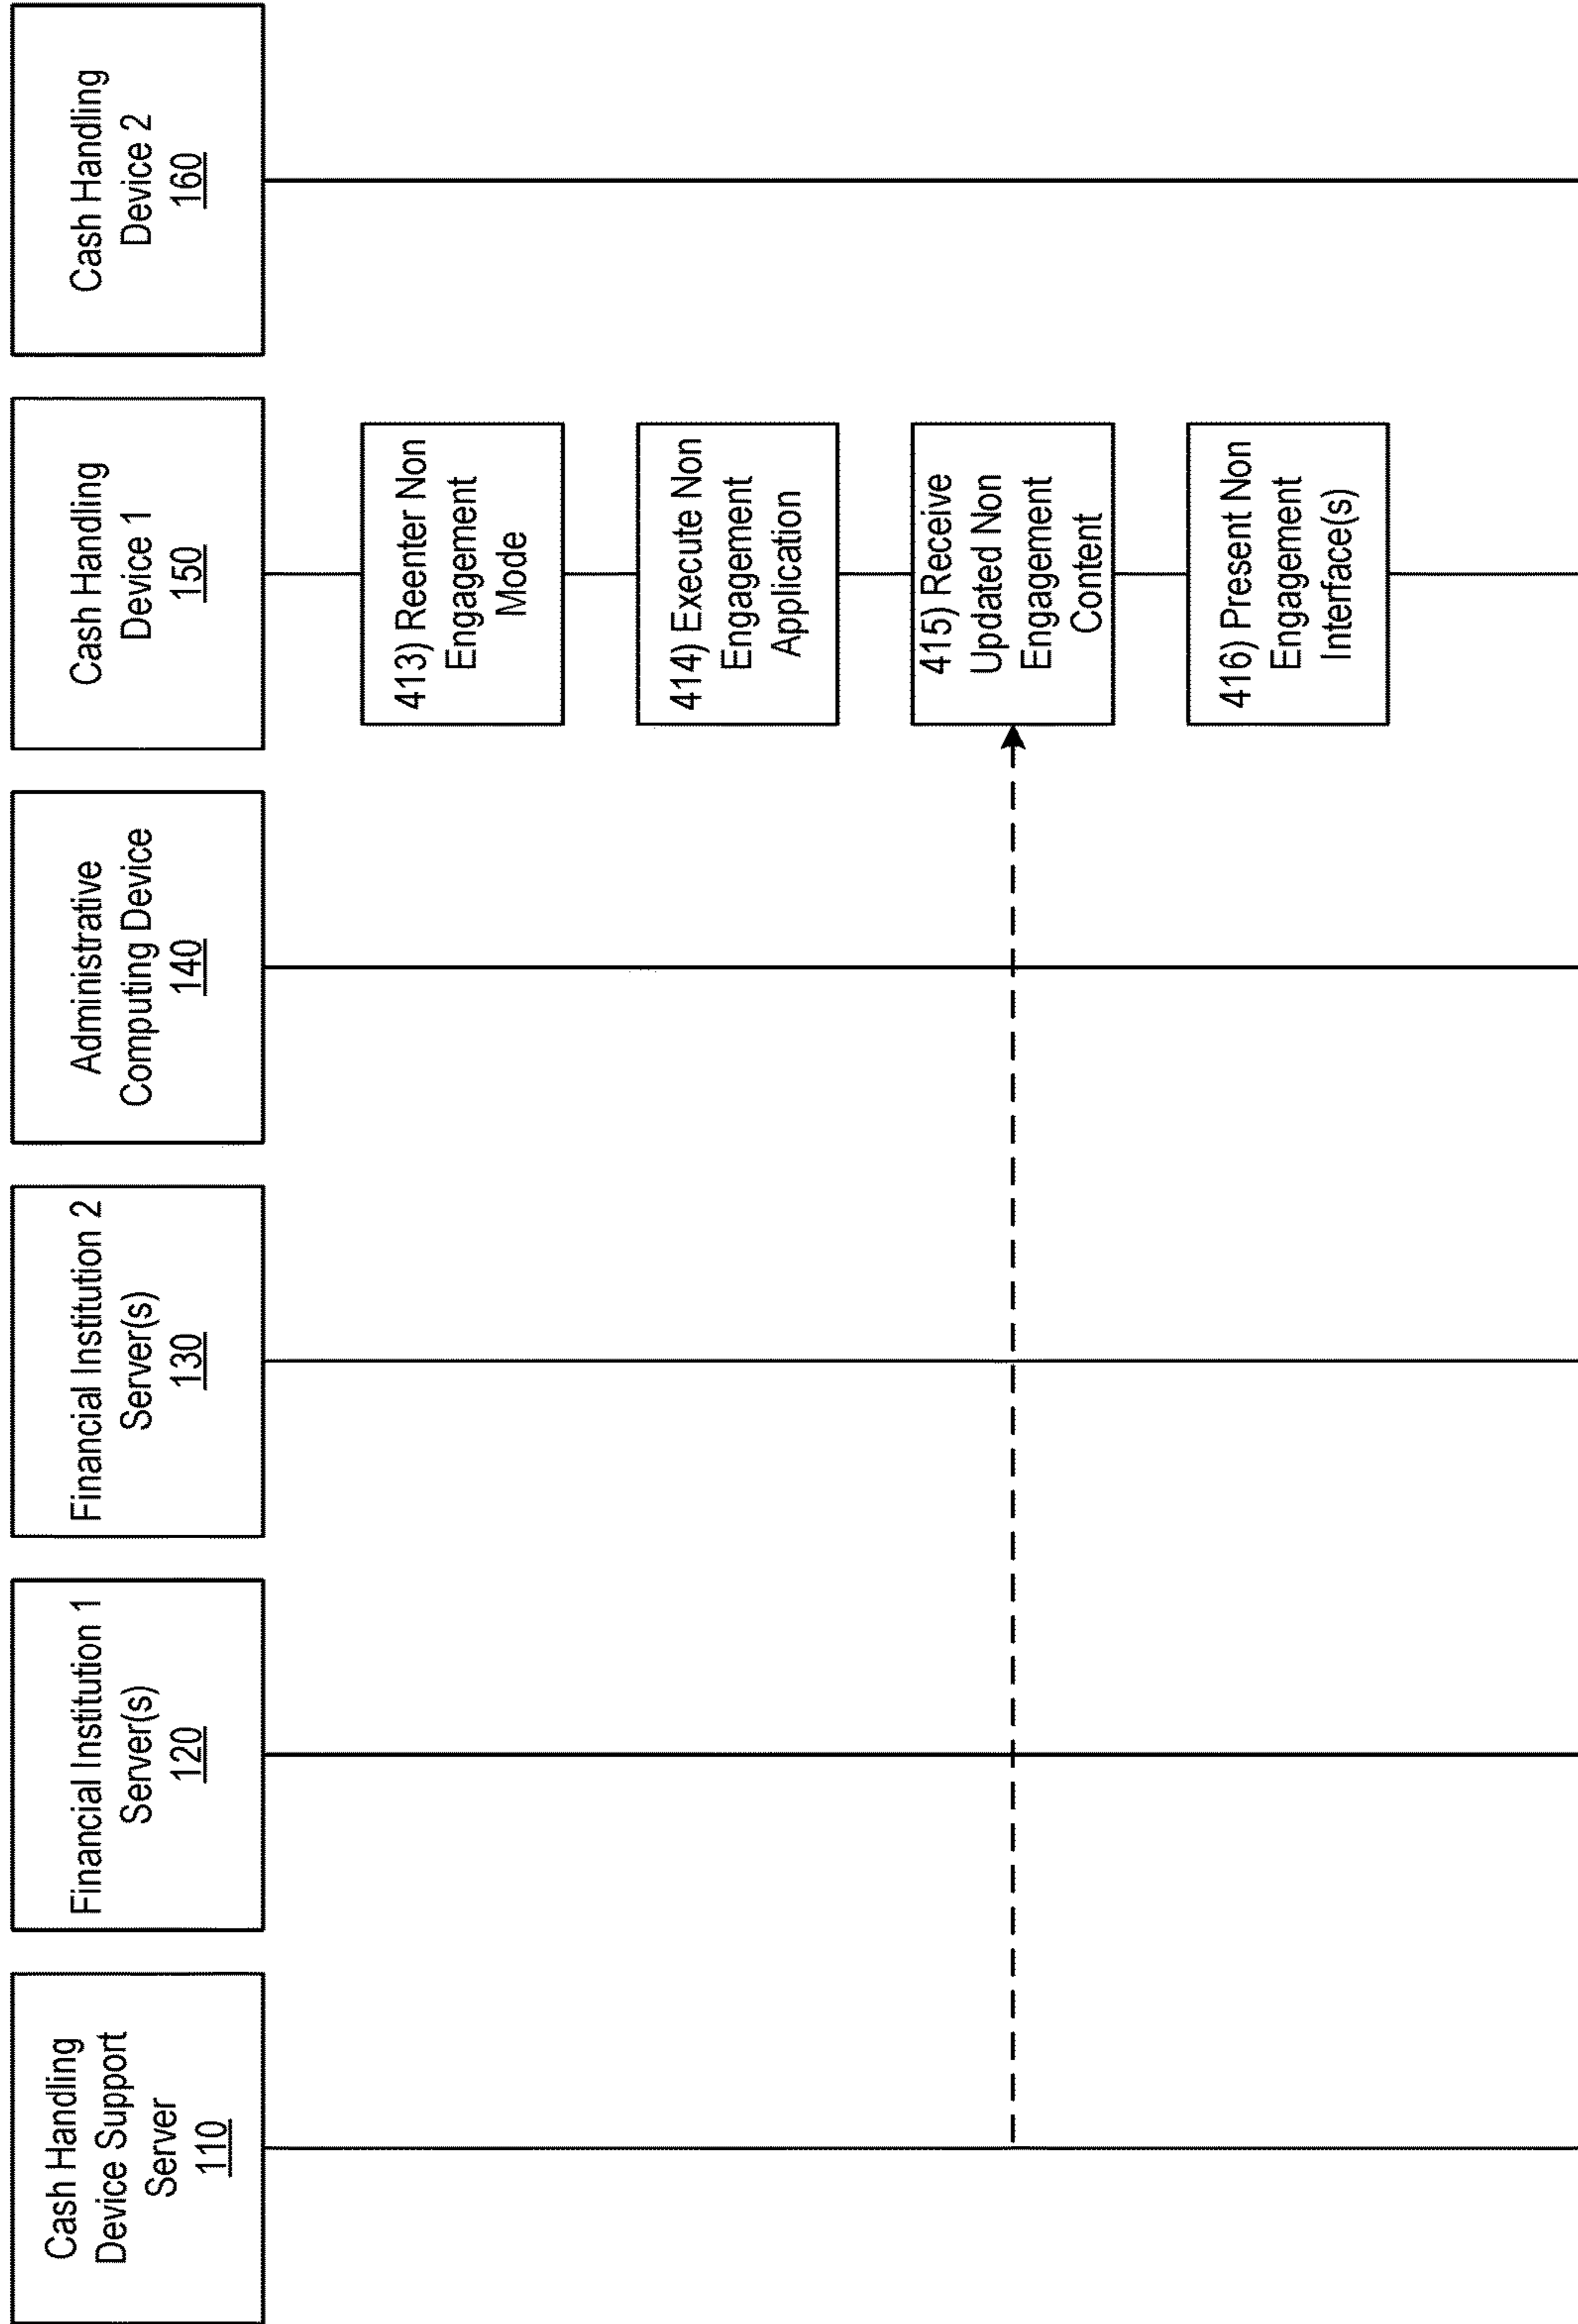 Cash Handling
Device Support
Server
110
Financial Institution 1
Server(s)
120
Financial Institution 2
Server(s)
130
Administrative
Computing Device
140
Cash Handling
Device 1
150
Cash Handling
Device 2
160
413) Reenter Non
Engagement
Mode
414) Execute Non
Engagement
Application
415) Receive
Updated Non
Engagement
Content
416) Present Non
Engagement
Interface(s)